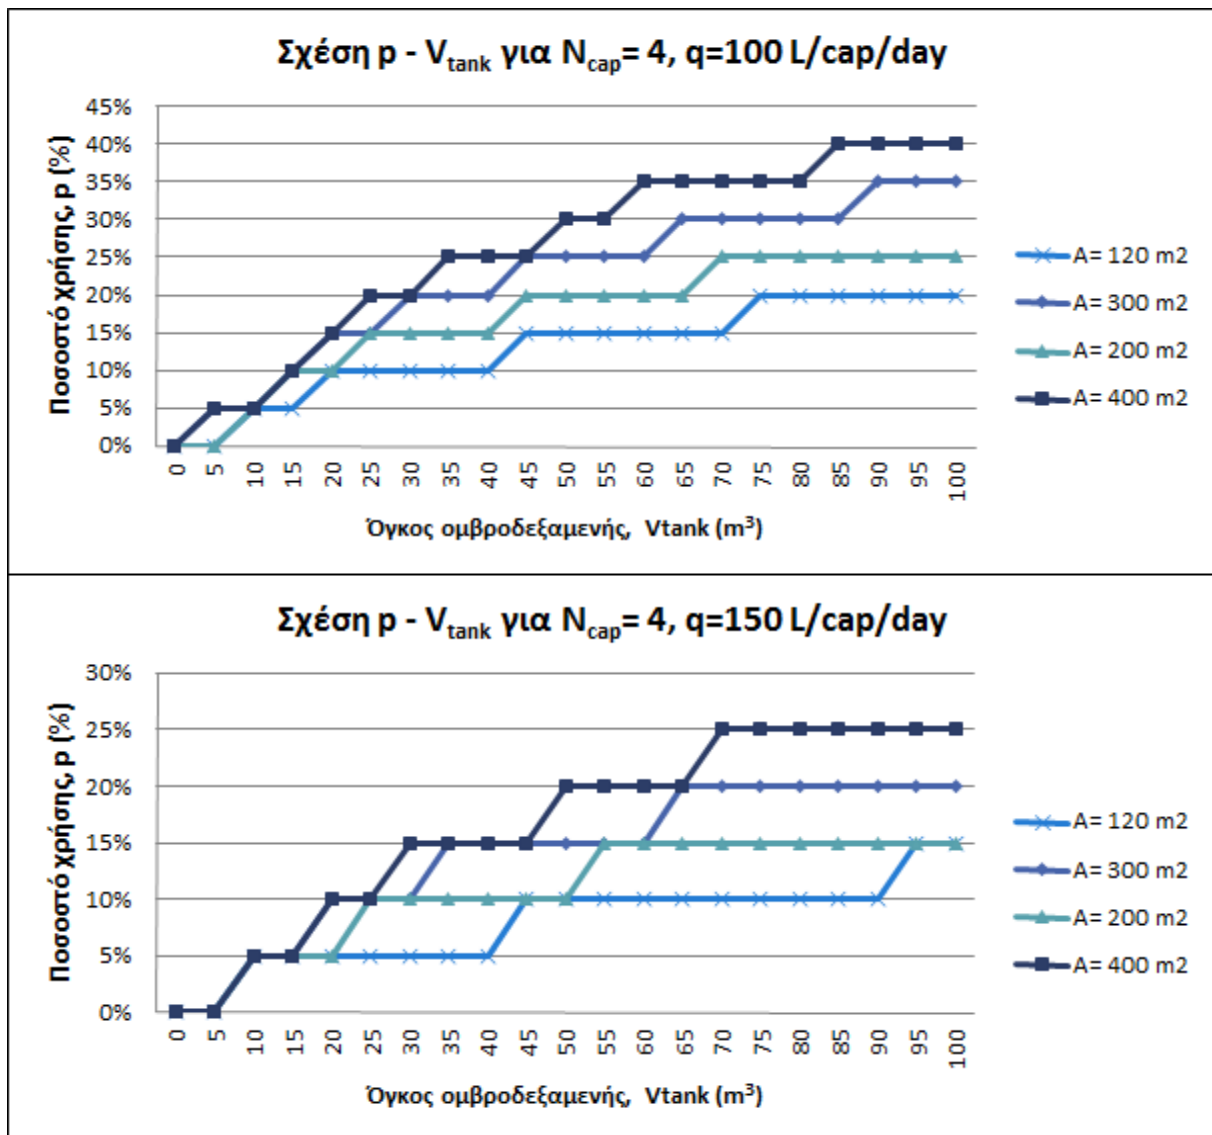 Σχέση p - Vtank για Ncap= 4, q=100 L/cap/day
45%
40%
35%
30%
25%
20%
15%
10%
5%
0%
Ποσοστό χρήσης, p (%)
0 5 10 15 20 25 30 35 40 45 50 55 60 65 70 75 80 85 90 95 100
Όγκος ομβροδεξαμενής, Vtank (m³)
A= 120 m2
A= 300 m2
A= 200 m2
A= 400 m2
Σχέση p - Vtank για Ncap= 4, q=150 L/cap/day
30%
25%
20%
15%
10%
5%
0%
Ποσοστό χρήσης, p (%)
0 5 10 15 20 25 30 35 40 45 50 55 60 65 70 75 80 85 90 95 100
Όγκος ομβροδεξαμενής, Vtank (m³)
A= 120 m2
A= 300 m2
A= 200 m2
A= 400 m2